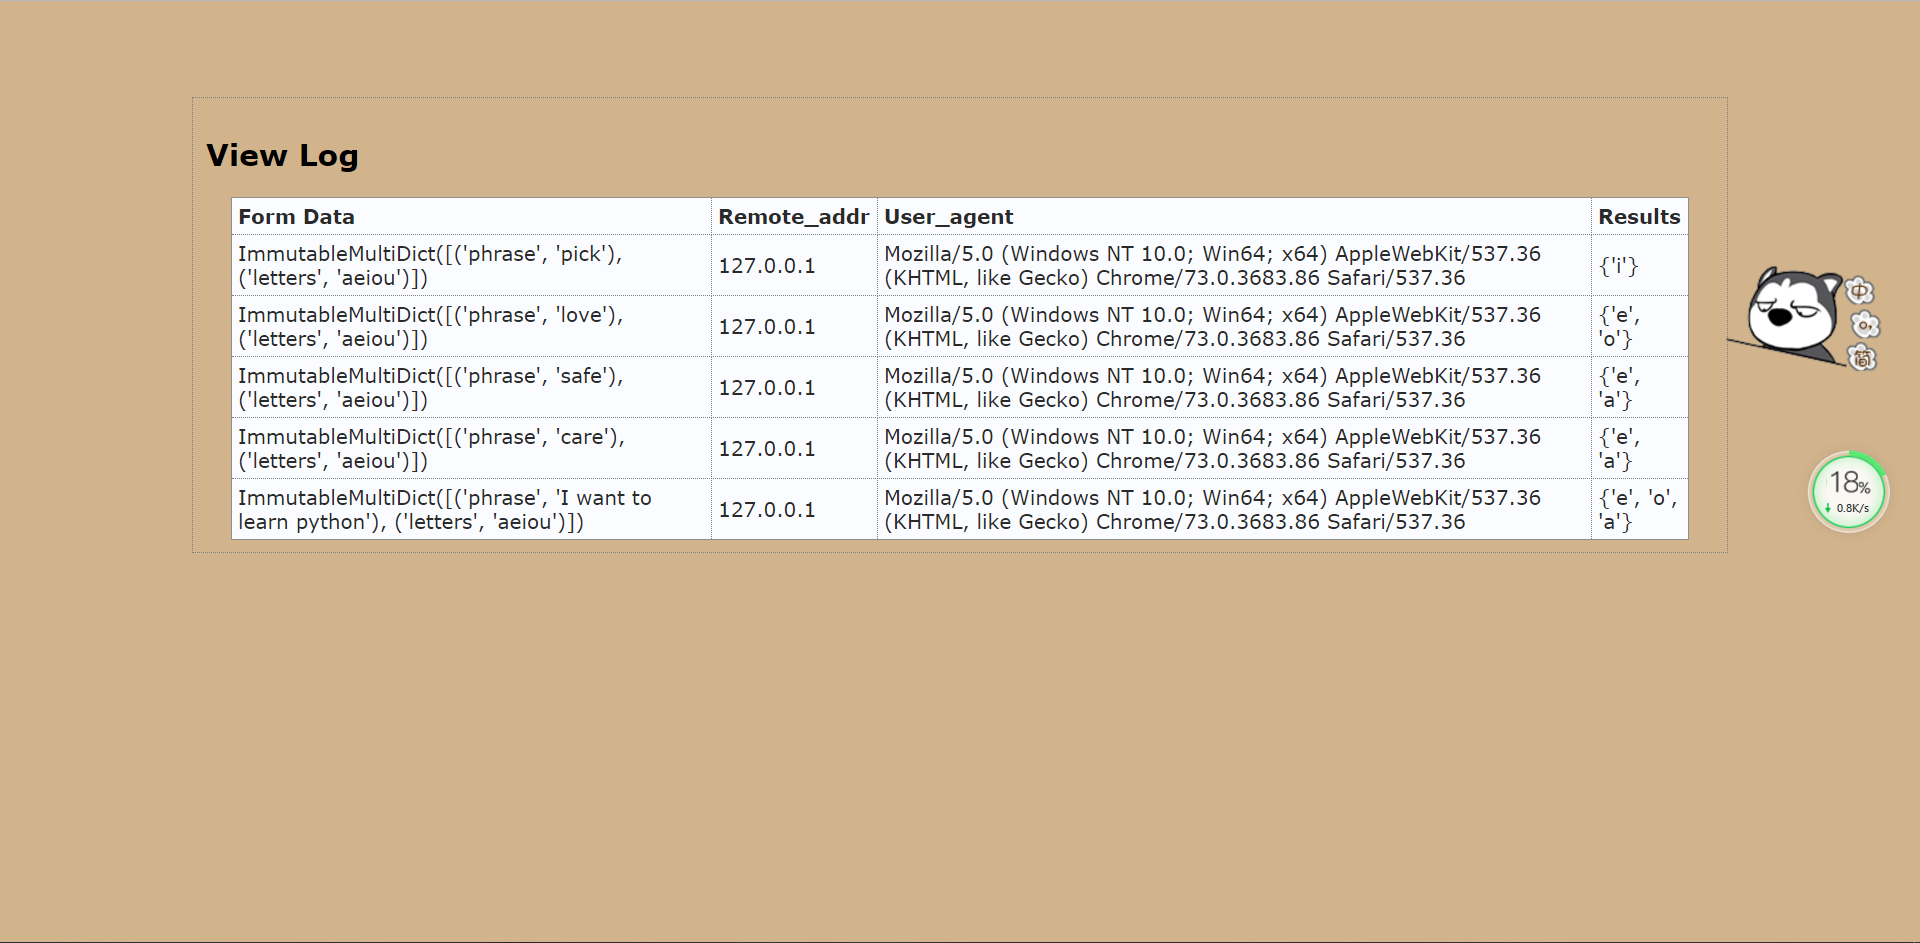 View Log
Form Data Remote_addr User_agent Results
ImmutableMultiDict([('phrase', 'pick'),
('letters', 'aeiou')])
127.0.0.1
Mozilla/5.0 (Windows NT 10.0; Win64; x64) AppleWebKit/537.36
(KHTML, like Gecko) Chrome/73.0.3683.86 Safari/537.36
{'i'}
ImmutableMultiDict([('phrase', 'love'),
('letters', 'aeiou')])
127.0.0.1
Mozilla/5.0 (Windows NT 10.0; Win64; x64) AppleWebKit/537.36
(KHTML, like Gecko) Chrome/73.0.3683.86 Safari/537.36
{'e',
'o'}
ImmutableMultiDict([('phrase', 'safe'),
('letters', 'aeiou')])
127.0.0.1
Mozilla/5.0 (Windows NT 10.0; Win64; x64) AppleWebKit/537.36
(KHTML, like Gecko) Chrome/73.0.3683.86 Safari/537.36
{'e',
'a'}
ImmutableMultiDict([('phrase', 'care'),
('letters', 'aeiou')])
127.0.0.1
Mozilla/5.0 (Windows NT 10.0; Win64; x64) AppleWebKit/537.36
(KHTML, like Gecko) Chrome/73.0.3683.86 Safari/537.36
{'e',
'a'}
ImmutableMultiDict([('phrase', 'I want to
learn python'), ('letters', 'aeiou')])
127.0.0.1
Mozilla/5.0 (Windows NT 10.0; Win64; x64) AppleWebKit/537.36
(KHTML, like Gecko) Chrome/73.0.3683.86 Safari/537.36
{'e', 'o',
'a'}
中
简
18%
0.8K/s